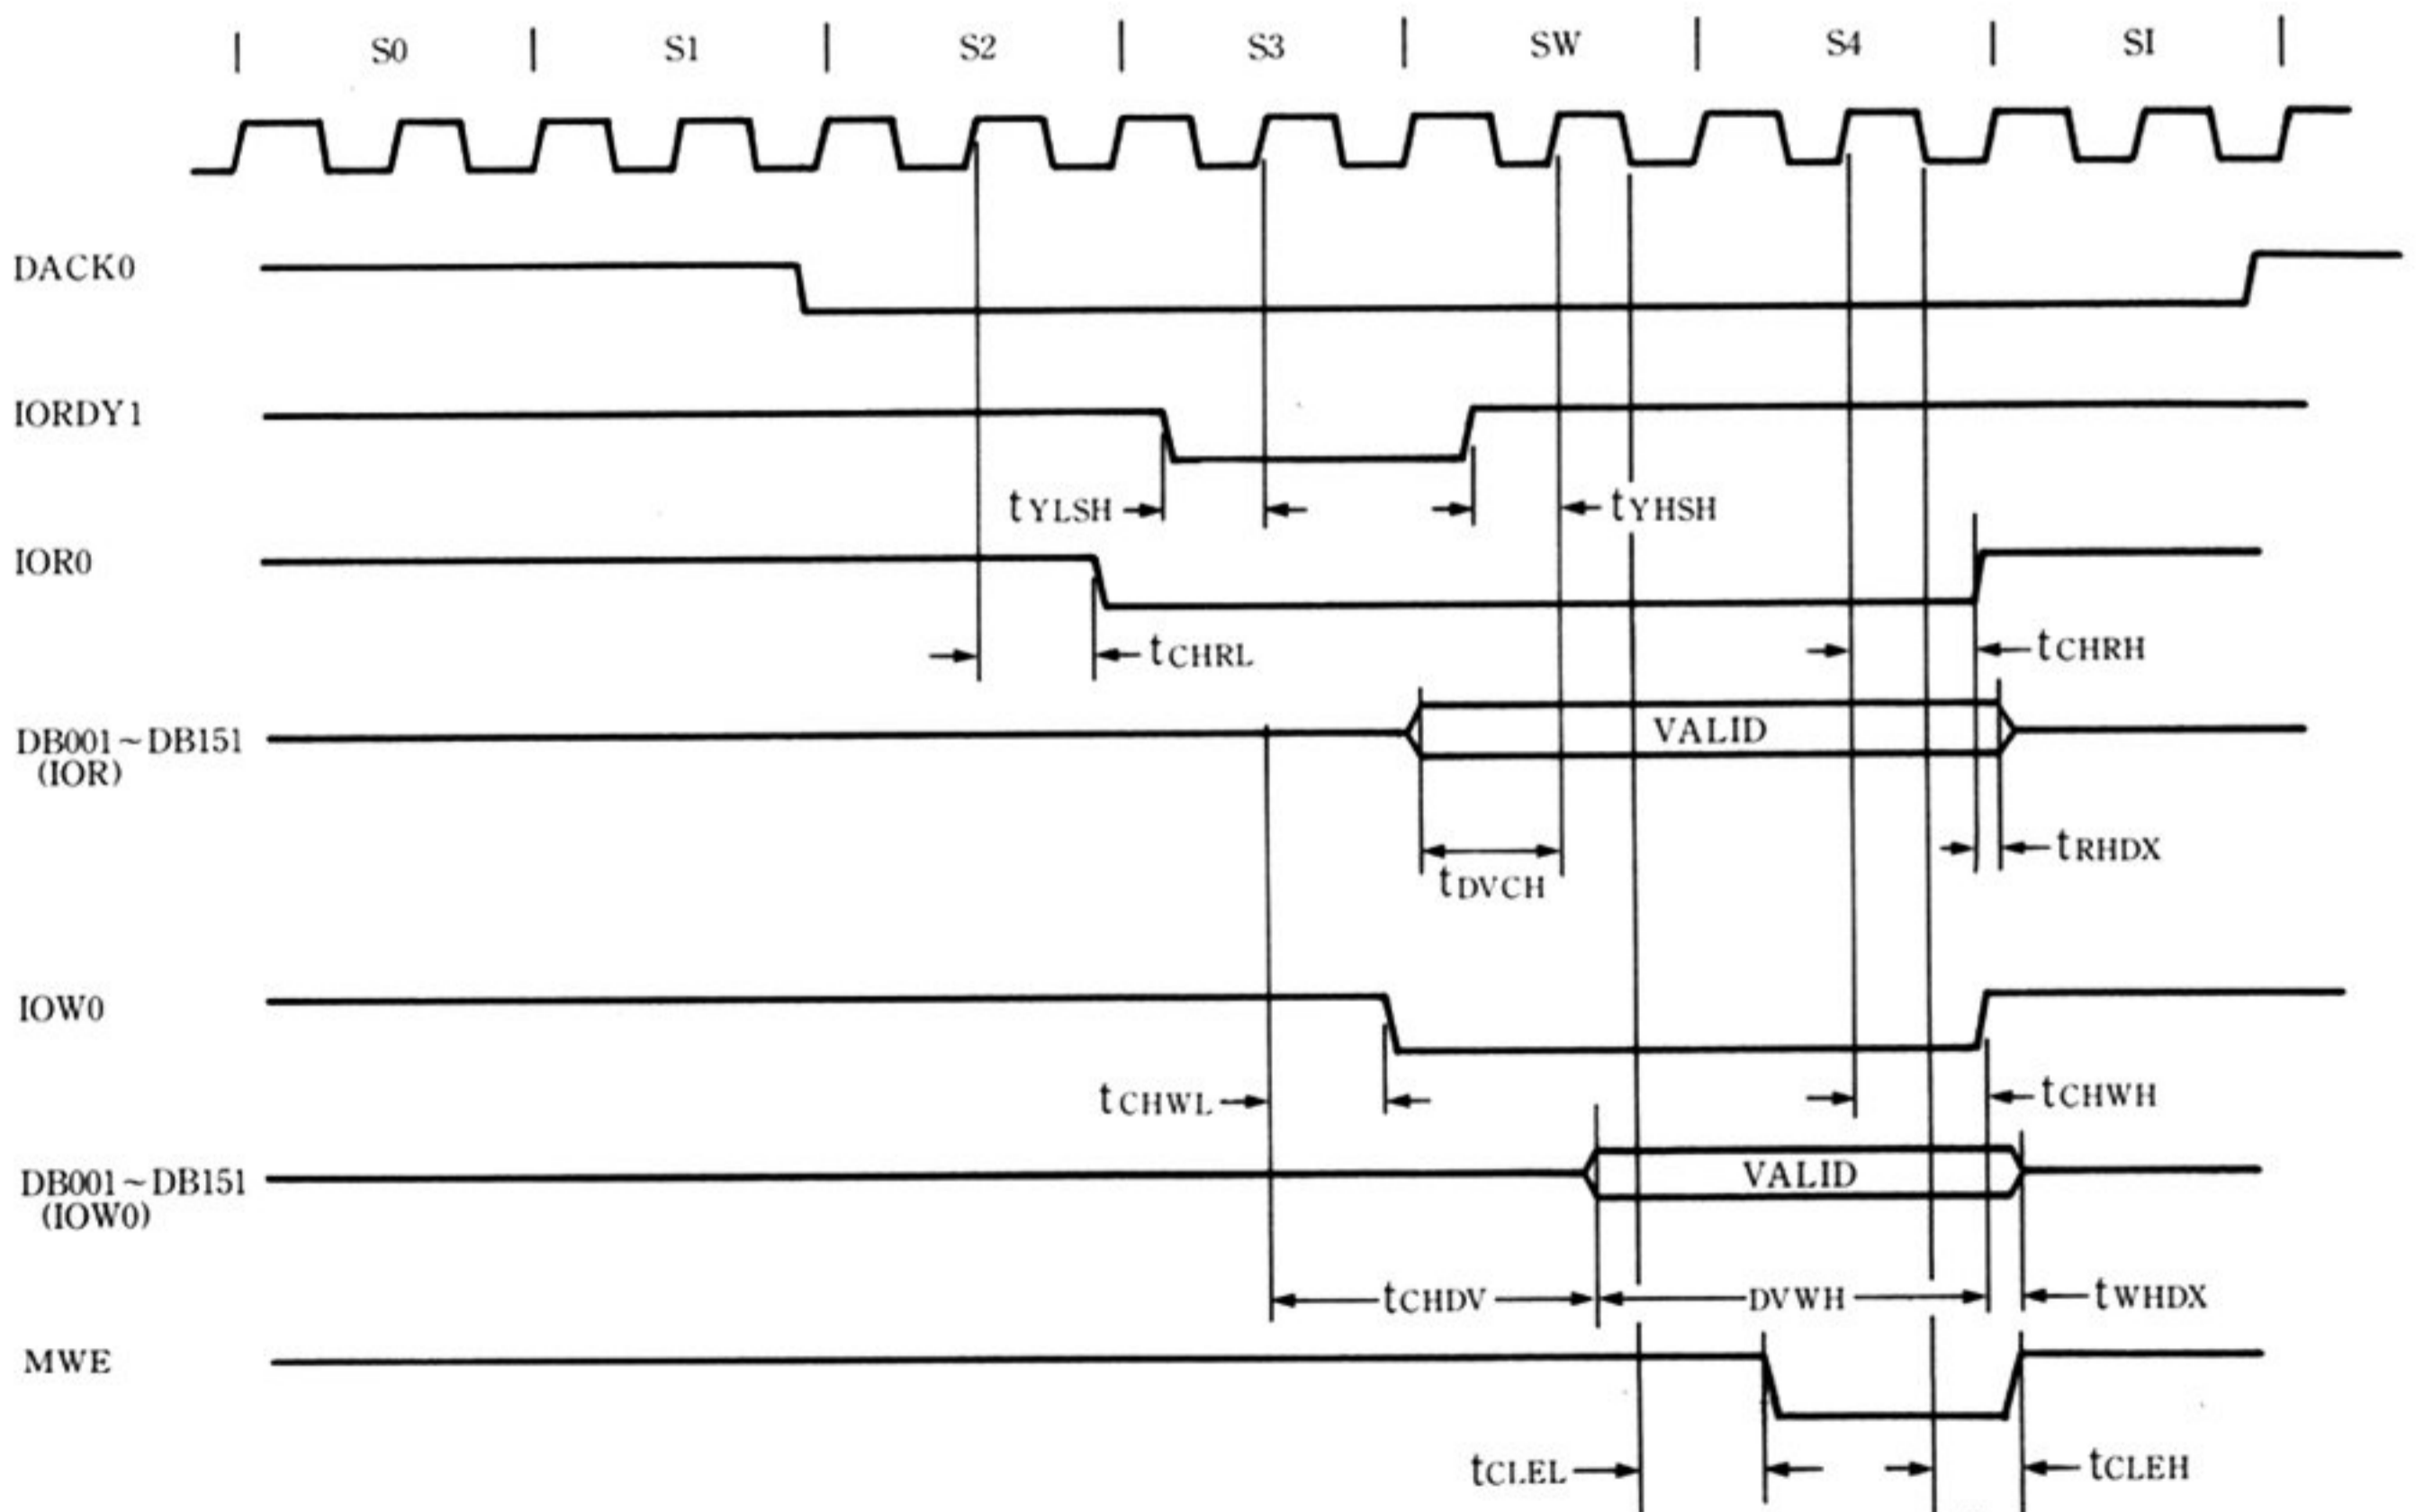 S0 S1 S2 S3 SW S4 SI
DACK0
IORDY1
tYLSH tYHSH
IOR0
tCHRL tCHRH
DB001~DB151 VALID
(IOR)
tRHDX
tDVCH
IOW0
tCHWL tCHWH
DB001~DB151 VALID
(IOW0)
tCHDV DVWH tWHDX
MWE
tCLEL tCLEH